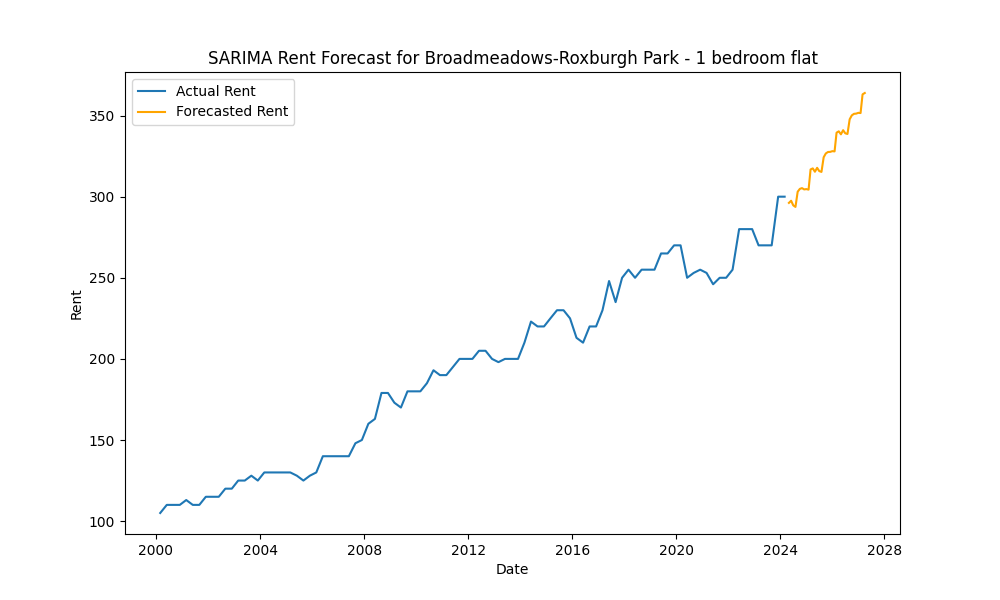 SARIMA Rent Forecast for Broadmeadows-Roxburgh Park - 1 bedroom flat
Actual Rent
Forecasted Rent
350
300
250
200
150
100
Rent
2000 2004 2008 2012 2016 2020 2024 2028
Date